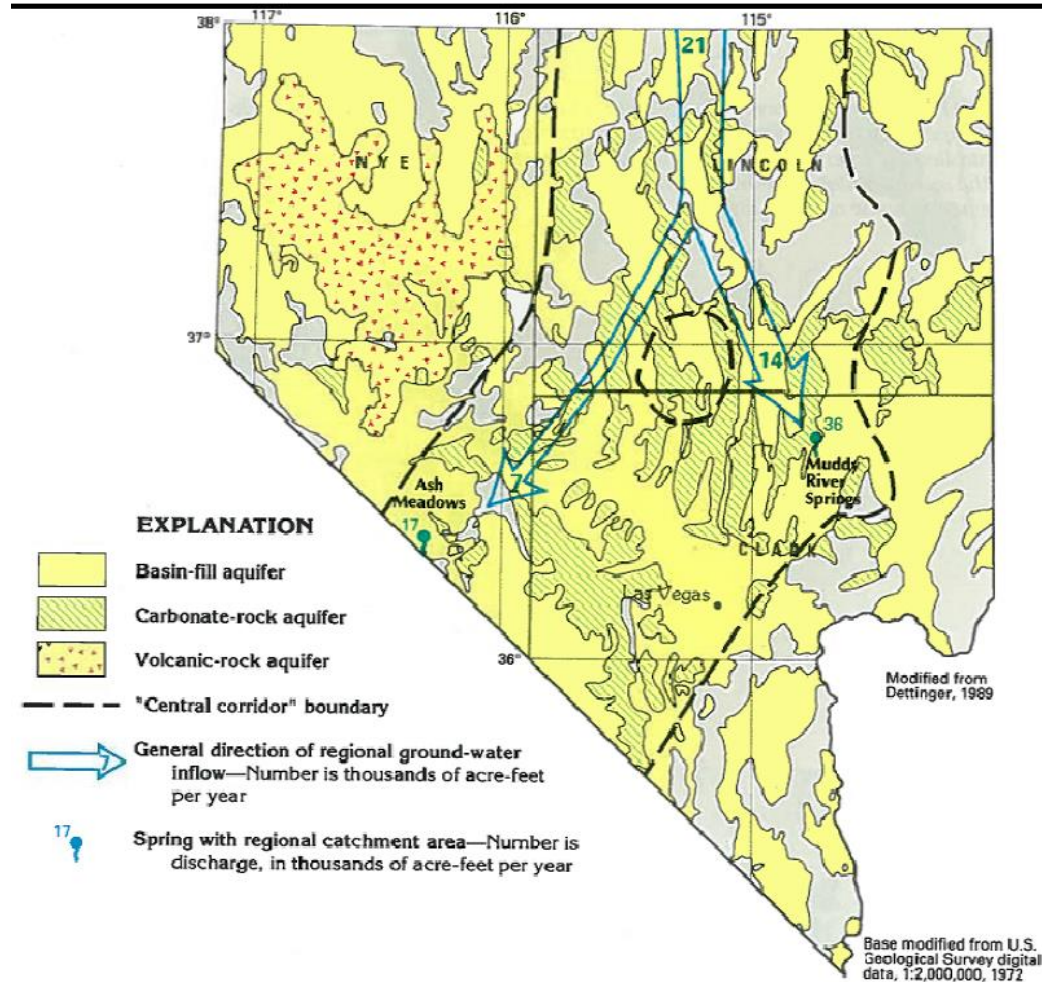 117°
116°
115°
38°
21
NYE
LINCOLN
37°
14
36
Muddy
River
Springs
7
Ash
Meadows
17
CLARK
Las Vegas
36°
EXPLANATION
Basin-fill aquifer
Carbonate-rock aquifer
Volcanic-rock aquifer
"Central corridor" boundary
7
General direction of regional ground-water
inflow—Number is thousands of acre-feet
per year
17
Spring with regional catchment area—Number is
discharge, in thousands of acre-feet per year
Modified from
Dettinger, 1989
Base modified from U.S.
Geological Survey digital
data, 1:2,000,000, 1972